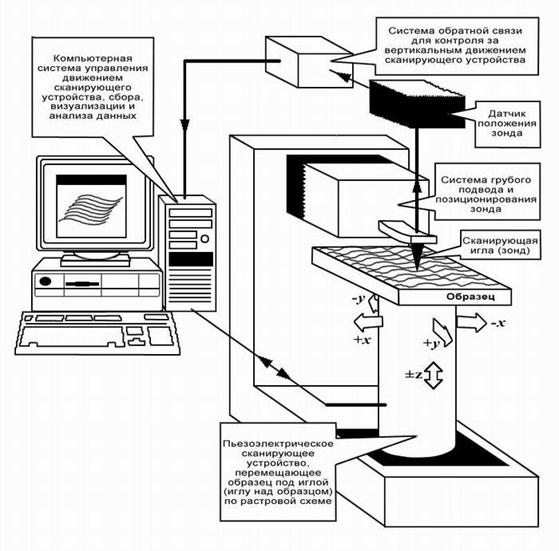 Система обратной связи
для контроля за
вертикальным движением
сканирующего устройства
Компьютерная
система управления
движением
сканирующего
устройства, сбора,
визуализации и
анализа данных
Датчик
положения
зонда
Система грубого
подвода и
позиционирования
зонда
Сканирующая
игла (зонд)
Образец
-y
-x
+x
+y
±z
Пьезоэлектрическое
сканирующее
устройство,
перемещающее
образец под иглой
(иглу над образцом)
по растровой схеме